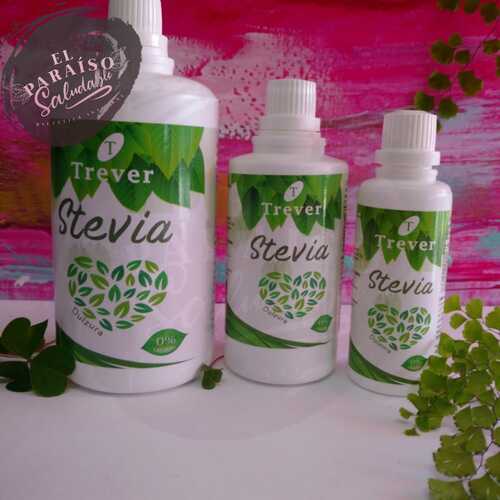 EL
PARAÍSO
Saludable
T
Trever
Stevia
Dulzura
0%
T
Trever
Stevia
Dulzura
T
Trever
Stevia
Dulzura